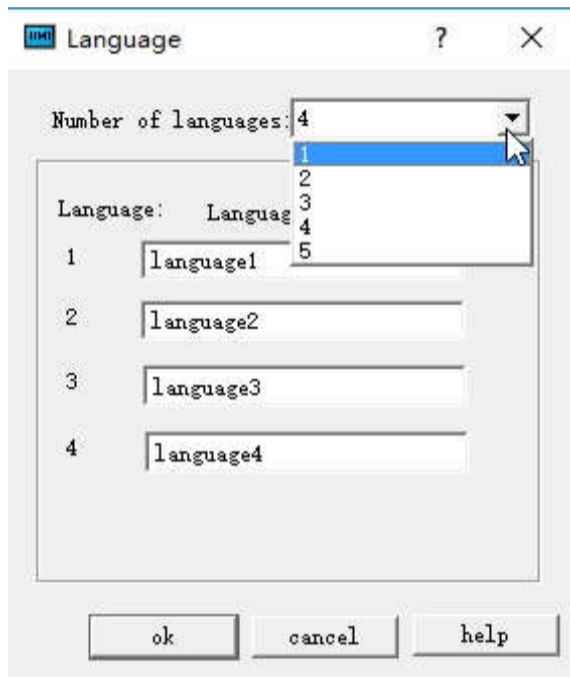 Language
Number of languages: 4
1
2
3
4
5
Language: Languag
1 language1
2 language2
3 language3
4 language4
ok cancel help